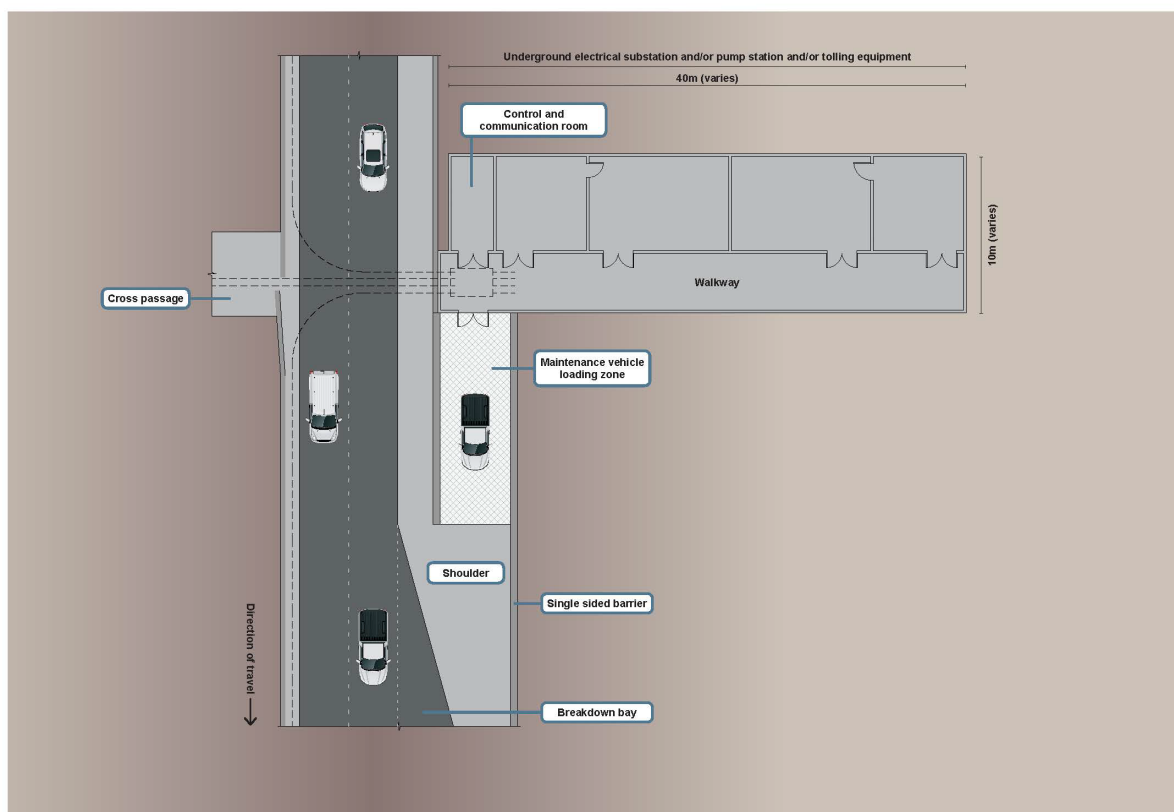 Underground electrical substation and/or pump station and/or tolling equipment
40m (varies)
Control and
communication room
10m (varies)
Walkway
Cross passage
Maintenance vehicle
loading zone
Shoulder
Single sided barrier
Direction of travel
Breakdown bay